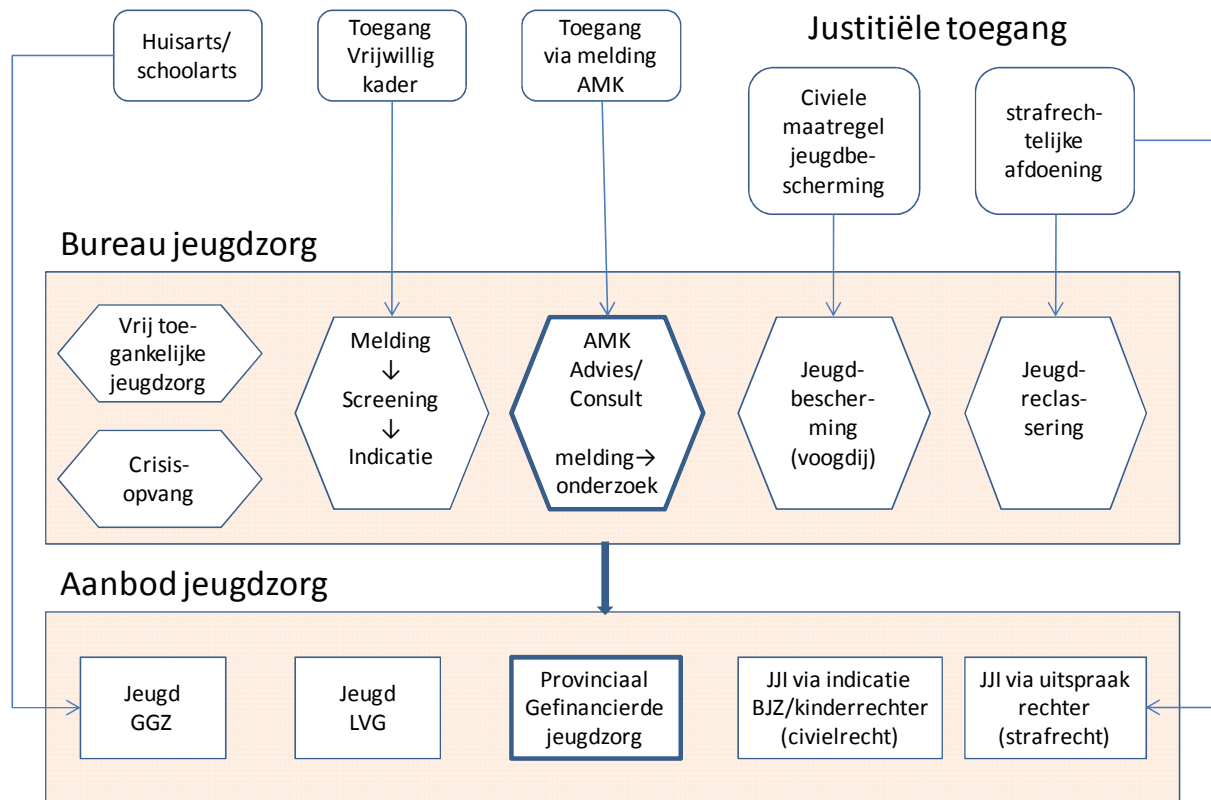 Huisarts/
schoolarts
Toegang
Vrijwillig
kader
Toegang
via melding
AMK
Justitiële toegang
Civiele
maatregel
jeugdbe-
scherming
strafrech-
telijke
afdoening
Bureau jeugdzorg
Vrij toe-
gankelijke
jeugdzorg
Crisis-
opvang
Melding
↓
Screening
↓
Indicatie
AMK
Advies/
Consult
melding→
onderzoek
Jeugd-
bescher-
ming
(voogdij)
Jeugd-
reclas-
sering
Aanbod jeugdzorg
Jeugd
GGZ
Jeugd
LVG
Provinciaal
Gefinancierde
jeugdzorg
JJI via indicatie
BJZ/kinderrechter
(civielrecht)
JJI via uitspraak
rechter
(strafrecht)